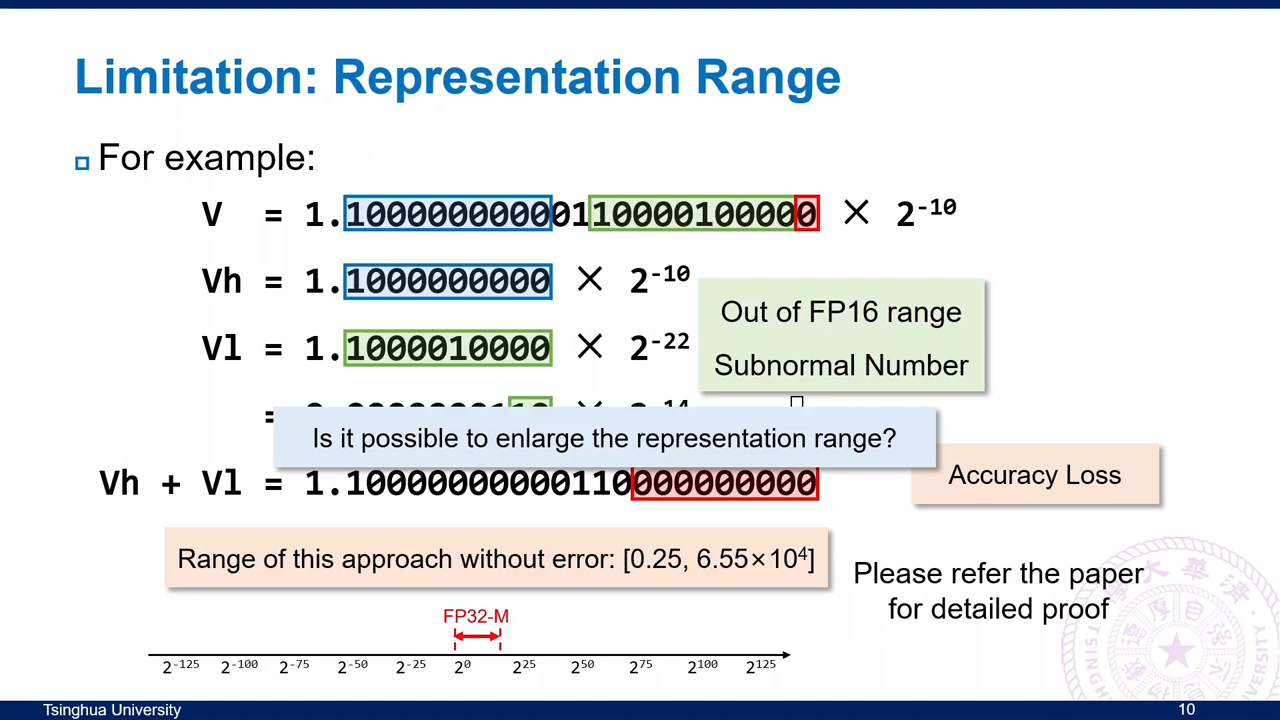 Limitation: Representation Range
For example:
V = 1.10000000000110000100000 × 2⁻¹⁰
Vh = 1.1000000000 × 2⁻¹⁰
Out of FP16 range
Subnormal Number
Vl = 1.1000010000 × 2⁻²²
=
Is it possible to enlarge the representation range?
Vh + Vl = 1.10000000000110000000000
Accuracy Loss
Range of this approach without error: [0.25, 6.55×10⁴]
Please refer the paper
for detailed proof
FP32-M
2⁻¹²⁵ 2⁻¹⁰⁰ 2⁻⁷⁵ 2⁻⁵⁰ 2⁻²⁵ 2⁰ 2²⁵ 2⁵⁰ 2⁷⁵ 2¹⁰⁰ 2¹²⁵
Tsinghua University
10